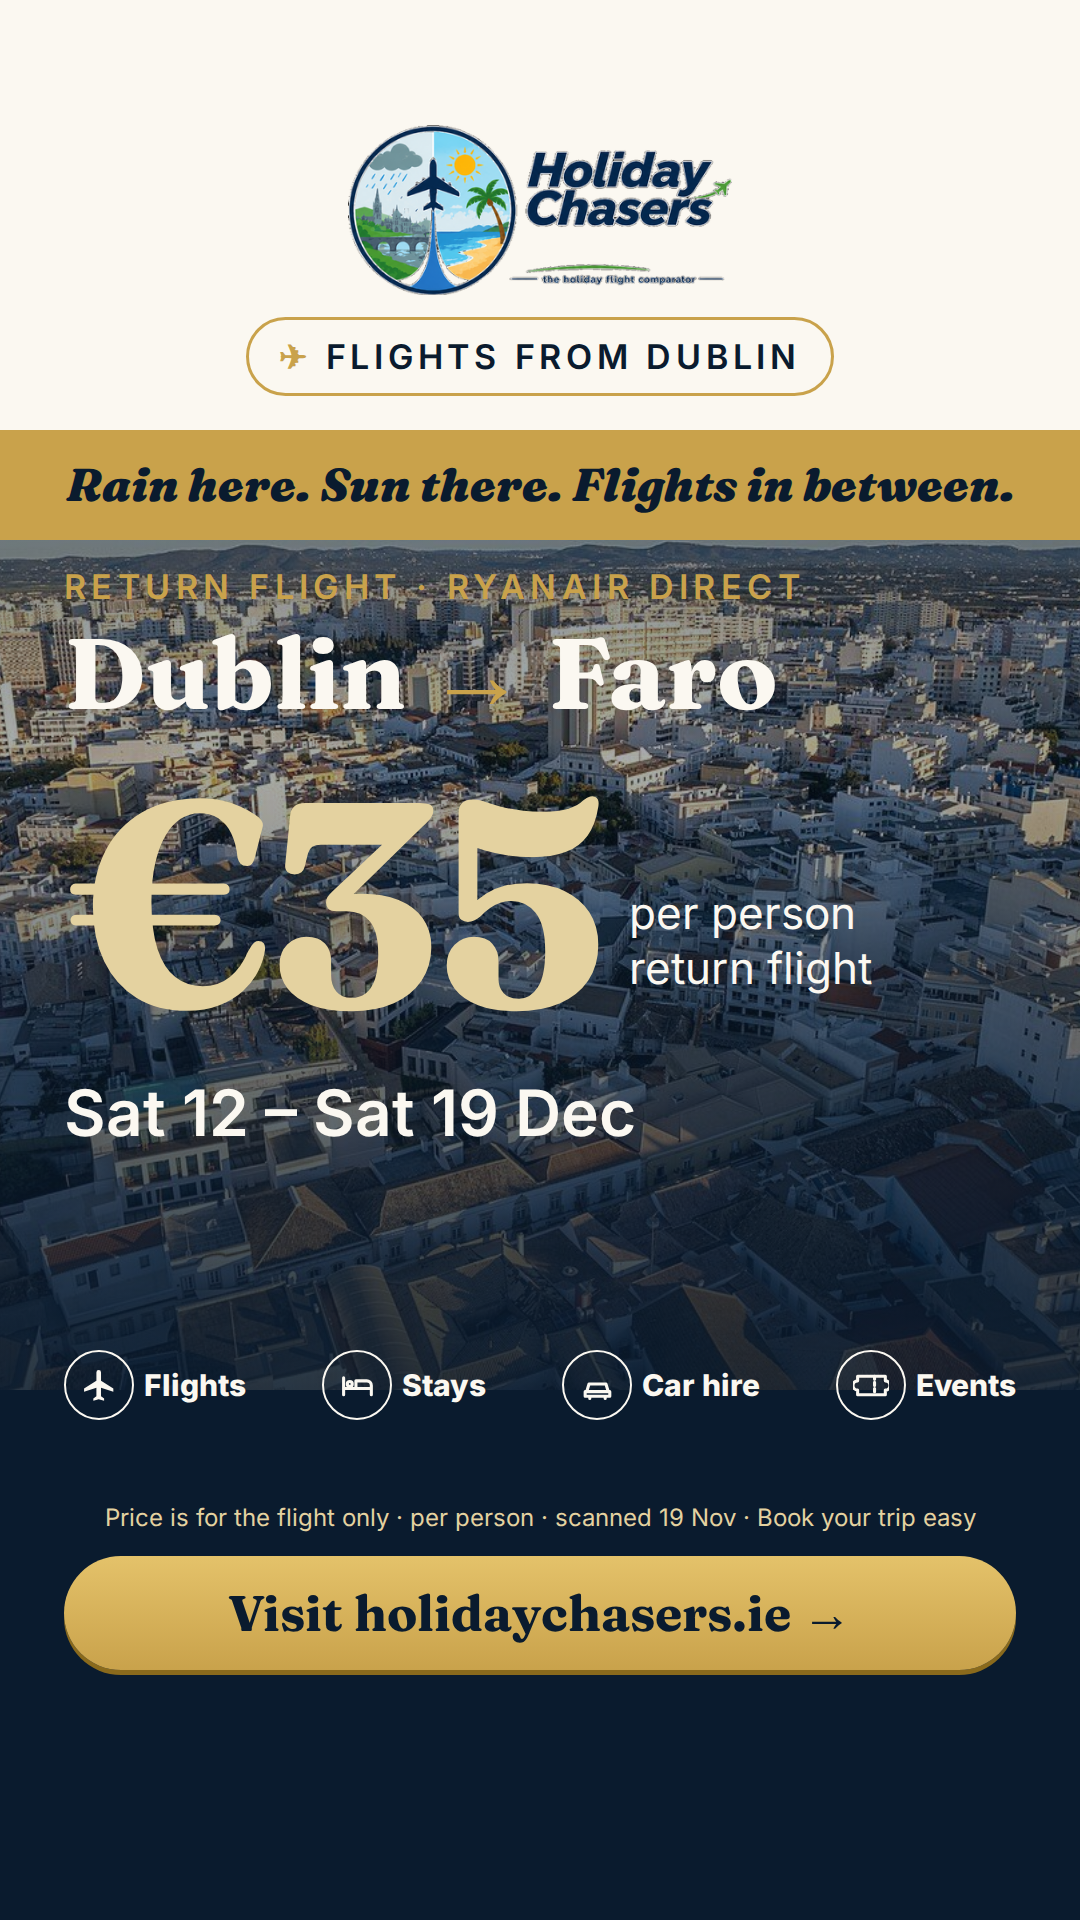 Holiday
Chasers
the holiday flight comparator
✈ FLIGHTS FROM DUBLIN
Rain here. Sun there. Flights in between.
RETURN FLIGHT · RYANAIR DIRECT
Dublin → Faro
€35
per person
return flight
Sat 12 – Sat 19 Dec
Flights Stays Car hire Events
Price is for the flight only · per person · scanned 19 Nov · Book your trip easy
Visit holidaychasers.ie →